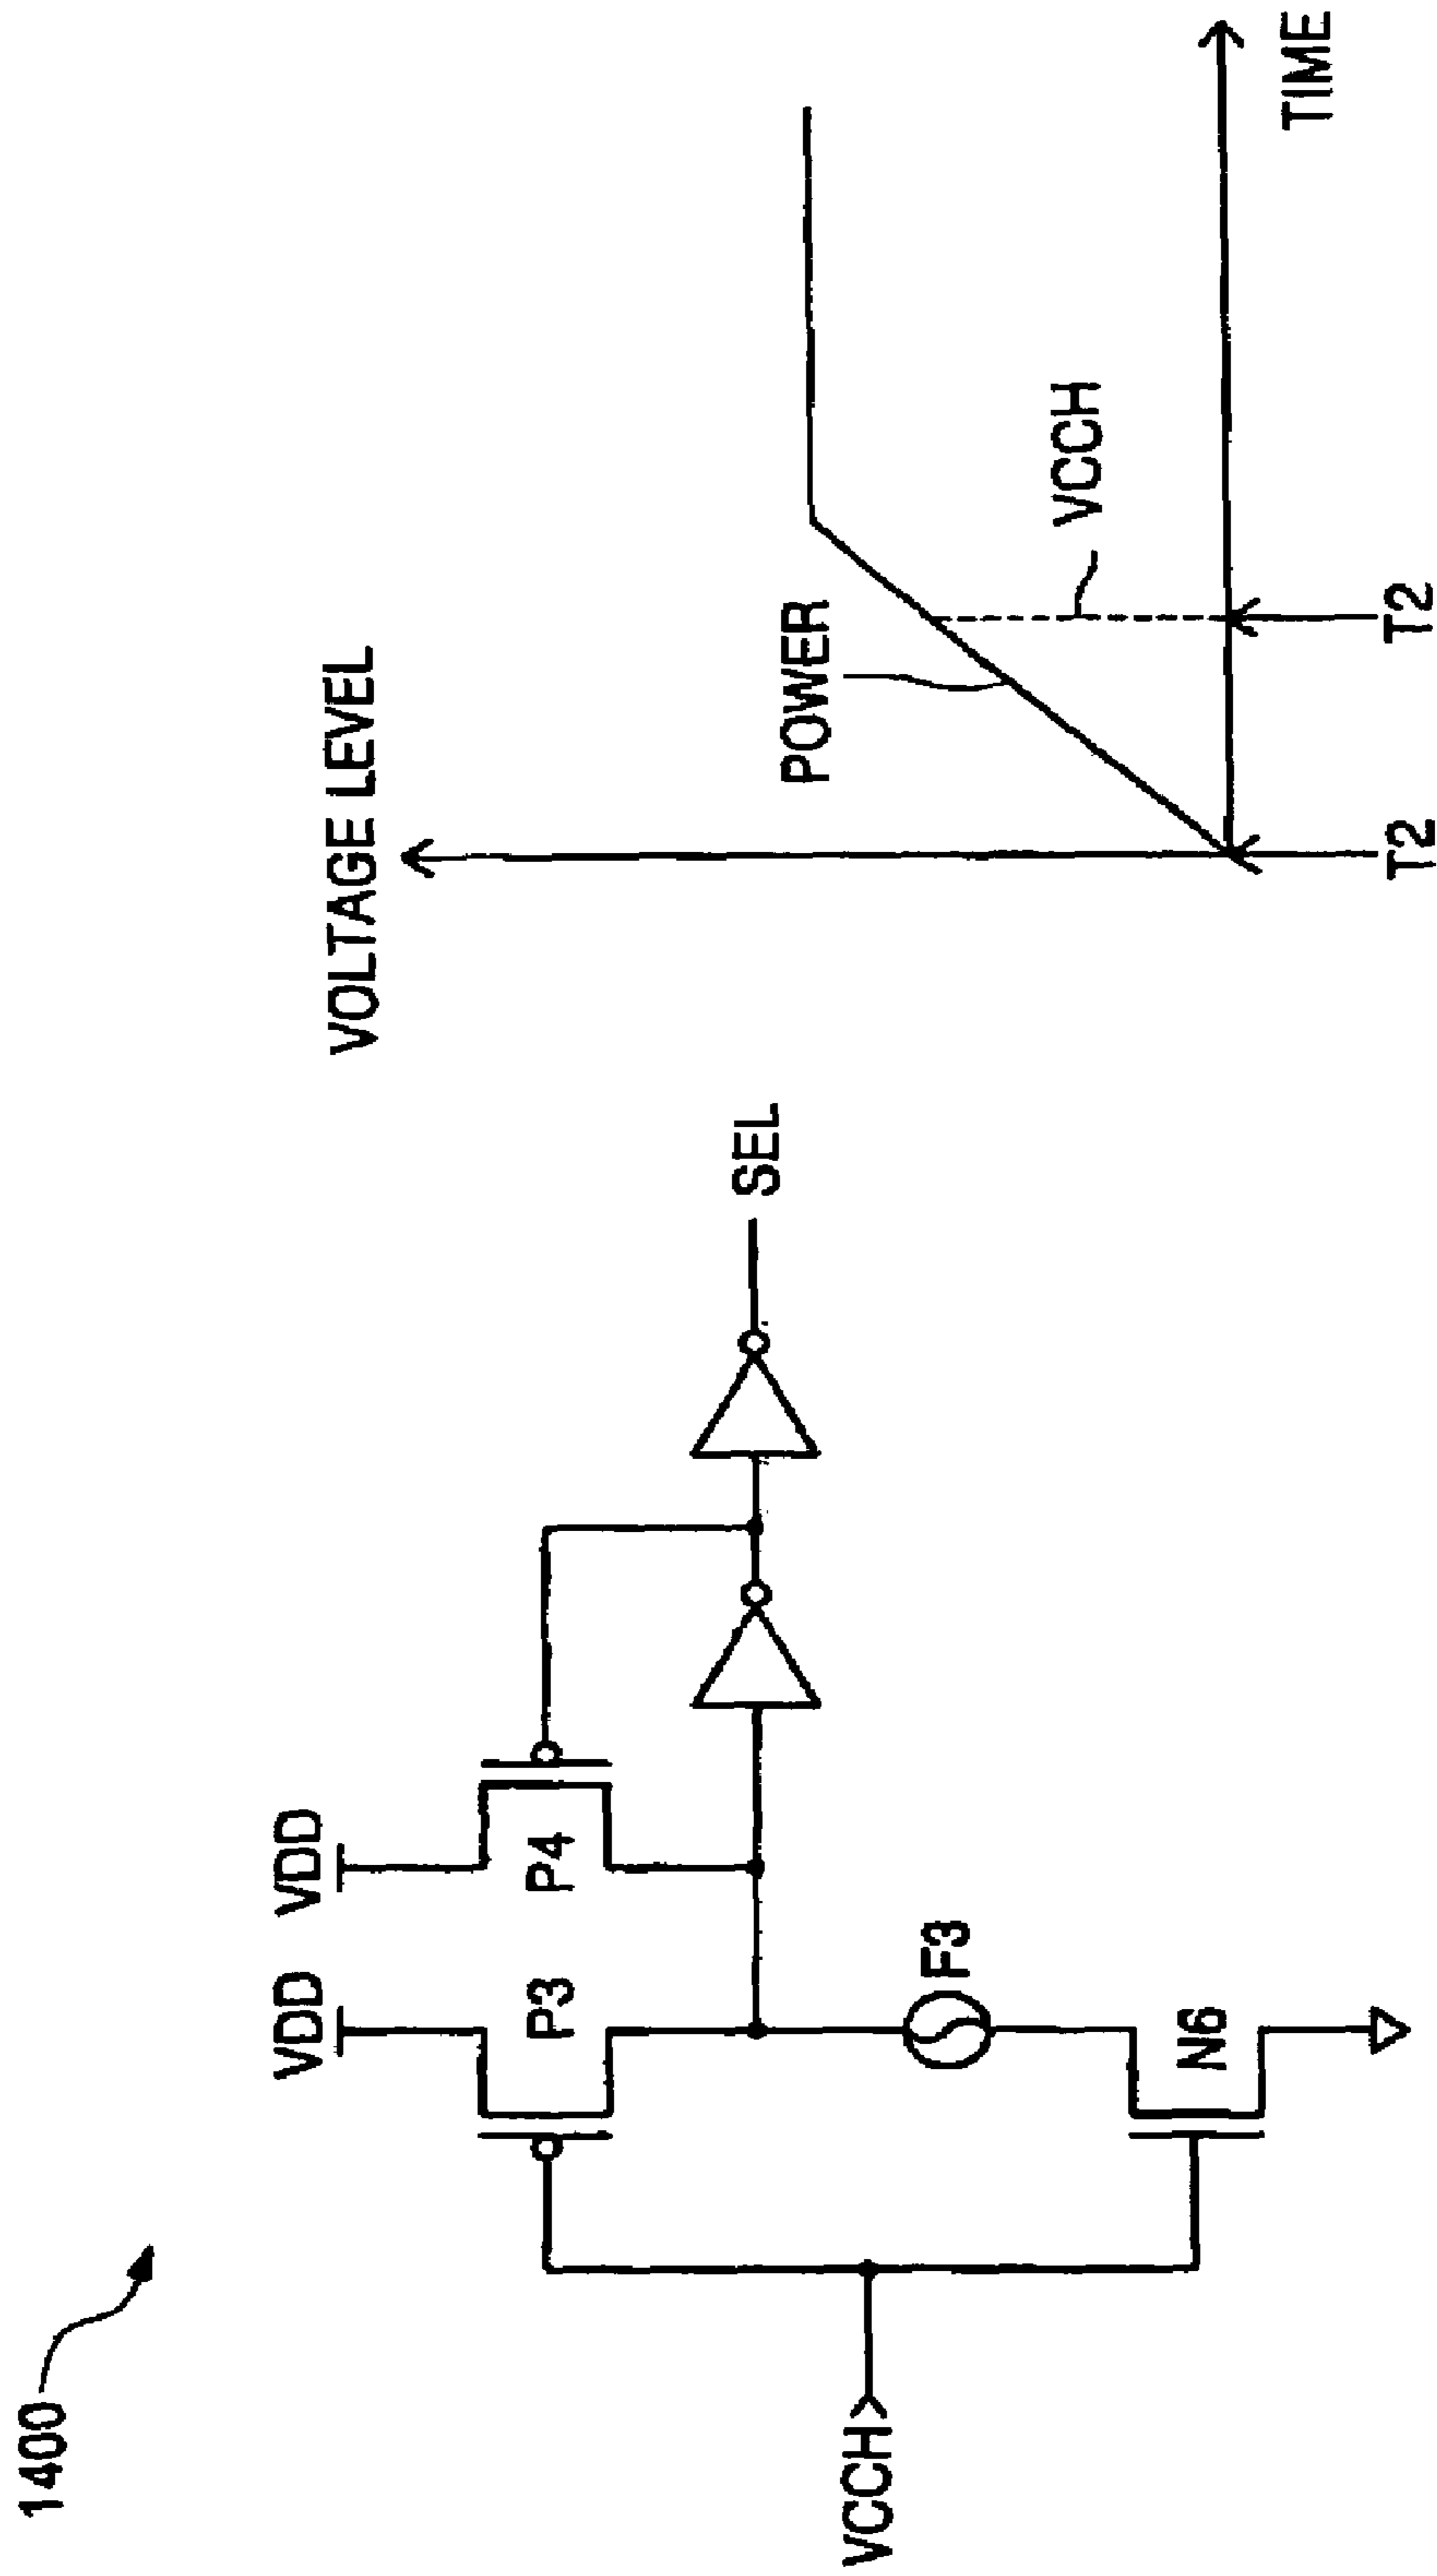 1400
VDD
VDD
P3
P4
VCCH
F3
N6
SEL
VOLTAGE LEVEL
POWER
VCCH
T2
T2
TIME